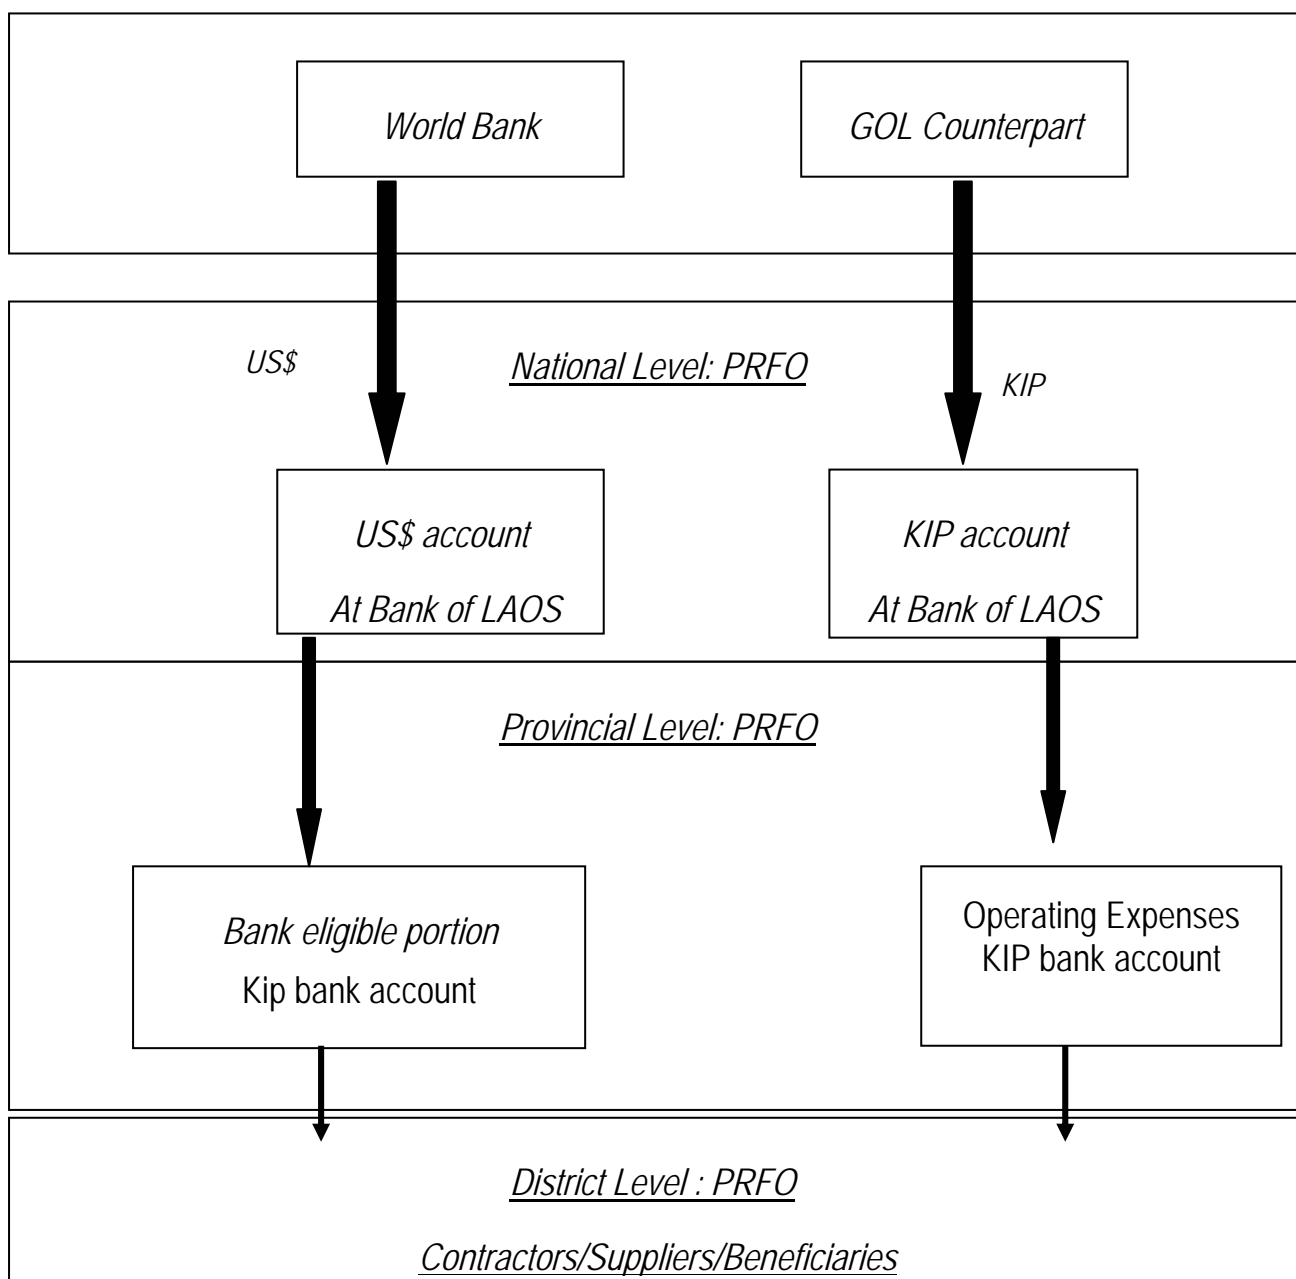 World Bank
GOL Counterpart
US$
National Level: PRFO
KIP
US$ account
At Bank of LAOS
KIP account
At Bank of LAOS
Provincial Level: PRFO
Bank eligible portion
Kip bank account
Operating Expenses
KIP bank account
District Level : PRFO
Contractors/Suppliers/Beneficiaries